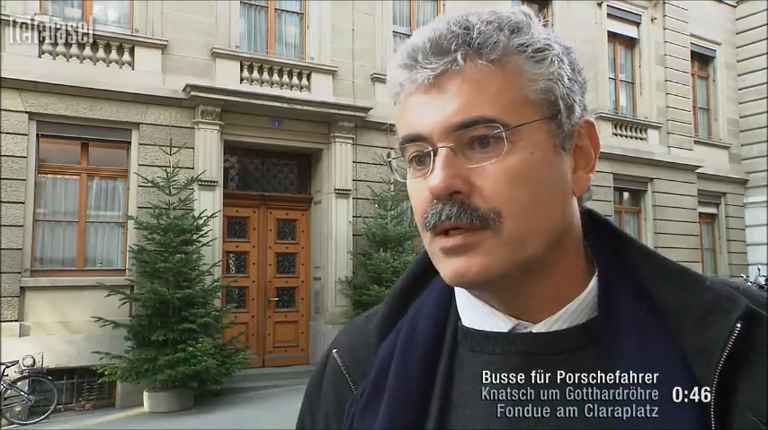 telebasel
Busse für Porschefahrer
Knatsch um Gotthardröhre
Fondue am Claraplatz
0:46